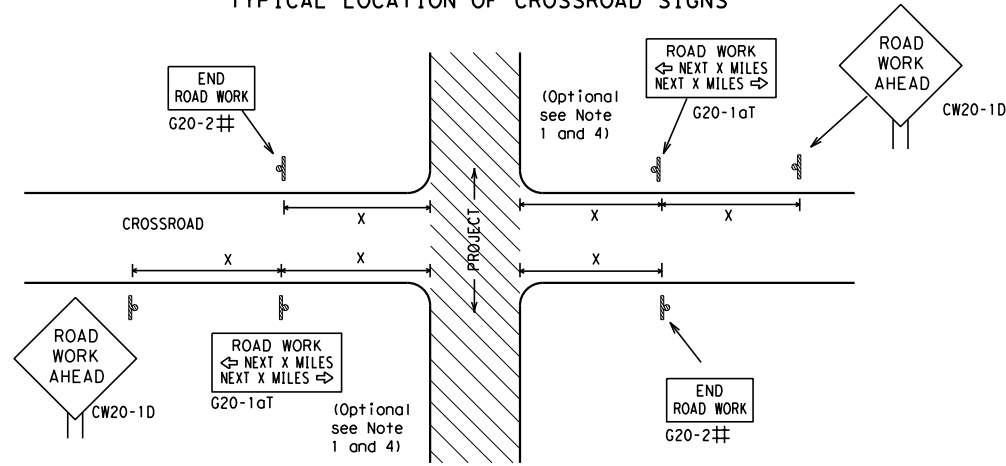 TYPICAL LOCATION OF CROSSROAD SIGNS
END
ROAD WORK
G20-2#
(Optional
see Note
1 and 4)
ROAD WORK
⇦ NEXT X MILES
NEXT X MILES ⇨
G20-1aT
ROAD
WORK
AHEAD
CW20-1D
X
X
X
CROSSROAD
PROJECT
X
X
X
ROAD
WORK
AHEAD
CW20-1D
ROAD WORK
⇦ NEXT X MILES
NEXT X MILES ⇨
G20-1aT
(Optional
see Note
1 and 4)
END
ROAD WORK
G20-2#